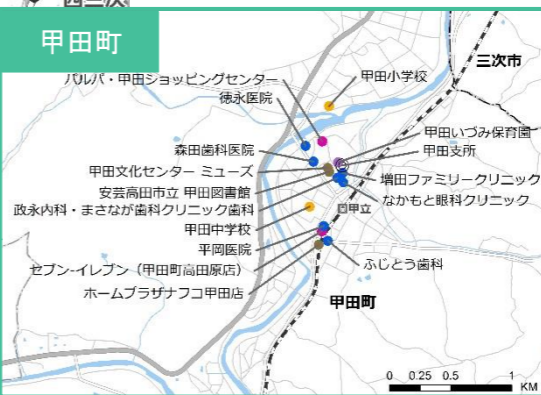 西三次
甲田町
三次市
パルパ・甲田ショッピングセンター
甲田小学校
徳永医院
甲田いづみ保育園
森田歯科医院
甲田支所
甲田文化センター ミューズ
増田ファミリークリニック
安芸高田市立 甲田図書館
なかもと眼科クリニック
政永内科・まさなが歯科クリニック歯科
甲立
甲田中学校
平岡医院
セブン-イレブン（甲田町高田原店）
ふじとう歯科
ホームプラザナフコ甲田店
甲田町
0 0.25 0.5 1
KM